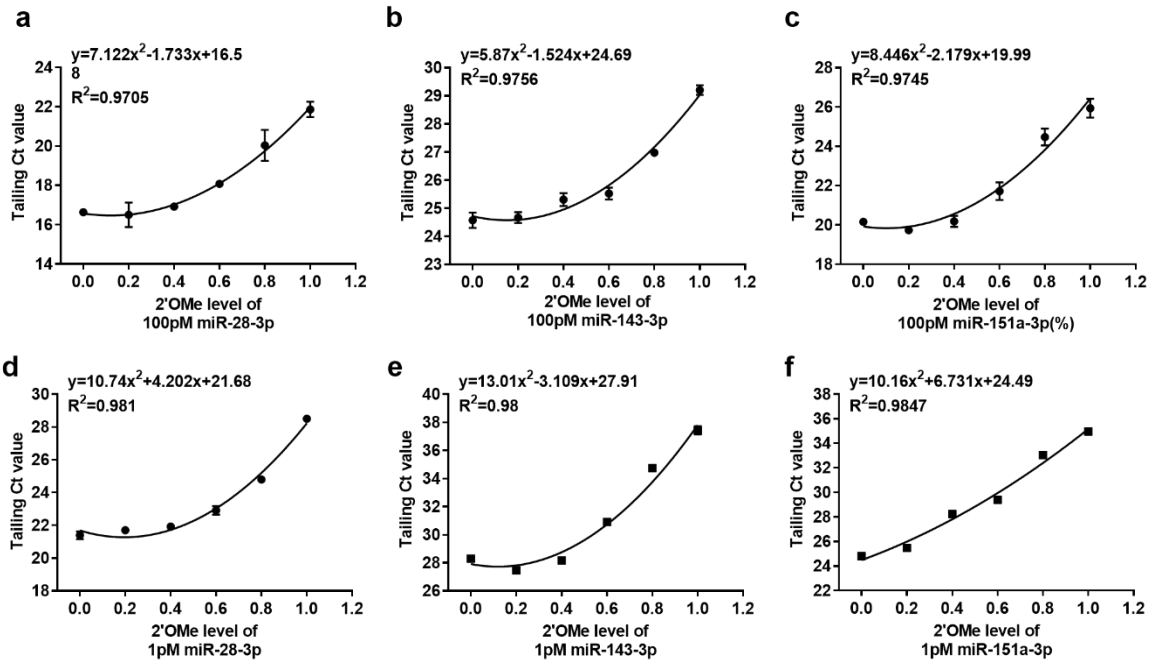 a
y=7.122x²-1.733x+16.5
8
R²=0.9705
24
22
20
18
16
14
Tailing Ct value
0.0 0.2 0.4 0.6 0.8 1.0 1.2
2'OMe level of
100pM miR-28-3p
b
y=5.87x²-1.524x+24.69
R²=0.9756
30
29
28
27
26
25
24
23
Tailing Ct value
0.0 0.2 0.4 0.6 0.8 1.0 1.2
2'OMe level of
100pM miR-143-3p
c
y=8.446x²-2.179x+19.99
R²=0.9745
28
26
24
22
20
18
Tailing Ct value
0.0 0.2 0.4 0.6 0.8 1.0 1.2
2'OMe level of
100pM miR-151a-3p(%)
d
y=10.74x²+4.202x+21.68
R²=0.981
30
28
26
24
22
20
18
Tailing Ct value
0.0 0.2 0.4 0.6 0.8 1.0 1.2
2'OMe level of
1pM miR-28-3p
e
y=13.01x²-3.109x+27.91
R²=0.98
40
38
36
34
32
30
28
26
Tailing Ct value
0.0 0.2 0.4 0.6 0.8 1.0 1.2
2'OMe level of
1pM miR-143-3p
f
y=10.16x²+6.731x+24.49
R²=0.9847
38
36
34
32
30
28
26
24
22
Tailing Ct value
0.0 0.2 0.4 0.6 0.8 1.0 1.2
2'OMe level of
1pM miR-151a-3p